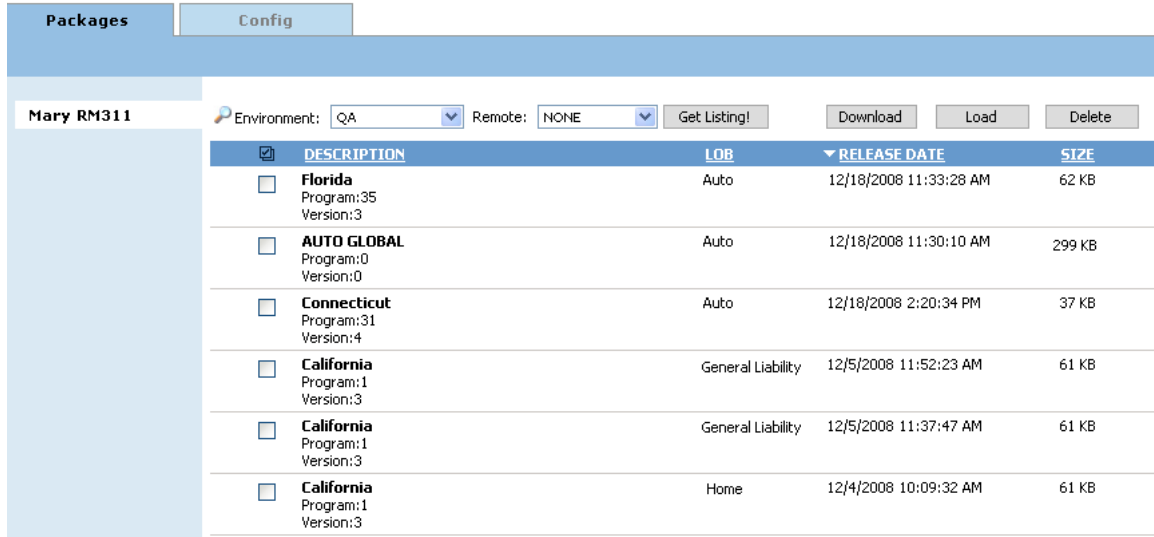 Packages Config
Mary RM311
Environment: QA Remote: NONE Get Listing! Download Load Delete
DESCRIPTION LOB RELEASE DATE SIZE
Florida Auto 12/18/2008 11:33:28 AM 62 KB
Program:35
Version:3
AUTO GLOBAL Auto 12/18/2008 11:30:10 AM 299 KB
Program:0
Version:0
Connecticut Auto 12/18/2008 2:20:34 PM 37 KB
Program:31
Version:4
California General Liability 12/5/2008 11:52:23 AM 61 KB
Program:1
Version:3
California General Liability 12/5/2008 11:37:47 AM 61 KB
Program:1
Version:3
California Home 12/4/2008 10:09:32 AM 61 KB
Program:1
Version:3